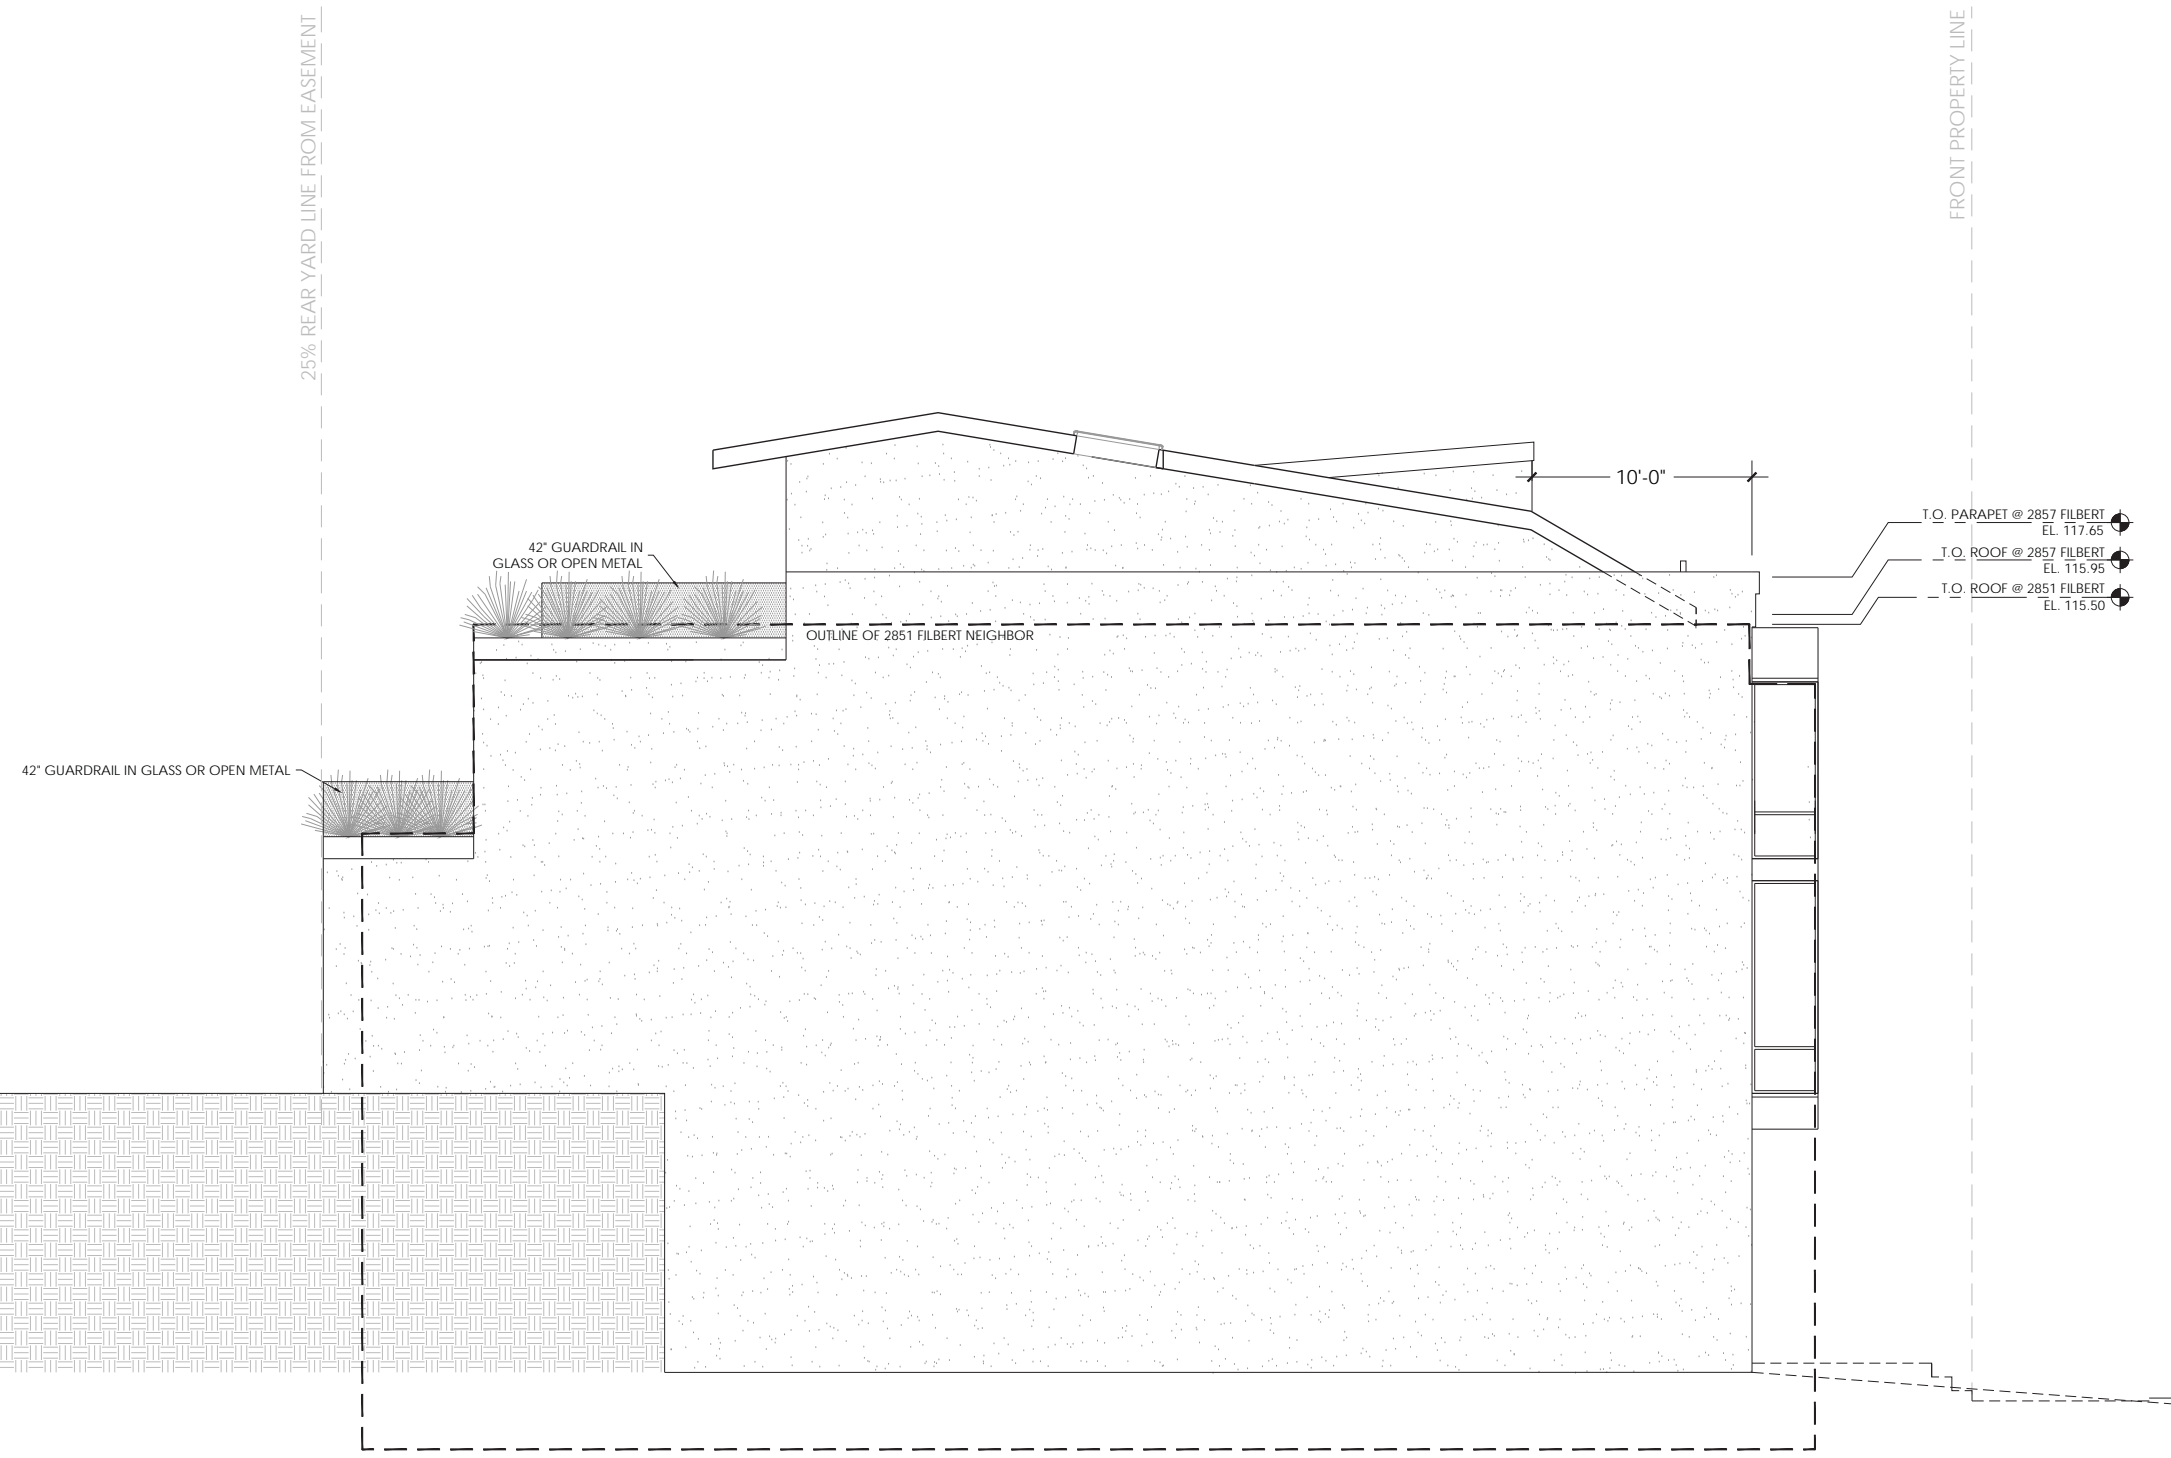 25% REAR YARD LINE FROM EASEMENT
FRONT PROPERTY LINE
10'-0"
T.O. PARAPET @ 2857 FILBERT
EL. 117.65
T.O. ROOF @ 2857 FILBERT
EL. 115.95
T.O. ROOF @ 2851 FILBERT
EL. 115.50
42" GUARDRAIL IN
GLASS OR OPEN METAL
OUTLINE OF 2851 FILBERT NEIGHBOR
42" GUARDRAIL IN GLASS OR OPEN METAL